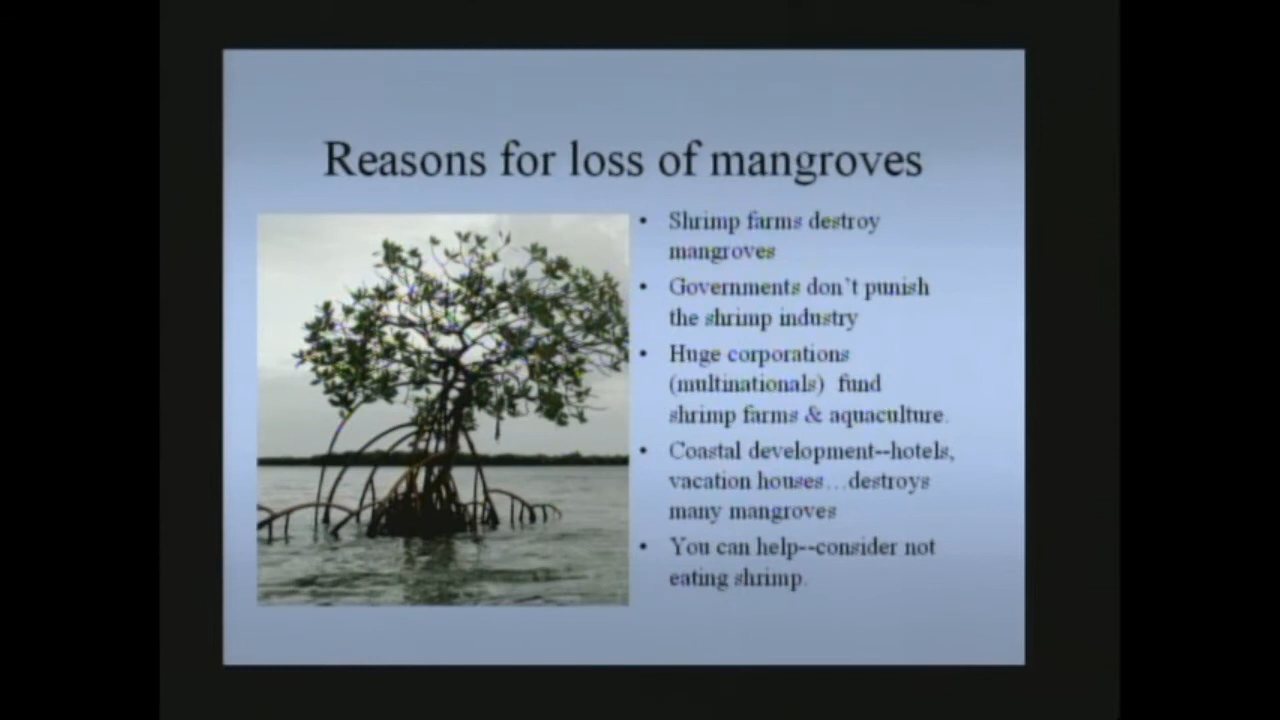 Reasons for loss of mangroves
• Shrimp farms destroy
mangroves
• Governments don't punish
the shrimp industry
• Huge corporations
(multinationals) fund
shrimp farms & aquaculture.
• Coastal development--hotels,
vacation houses…destroys
many mangroves
• You can help--consider not
eating shrimp.